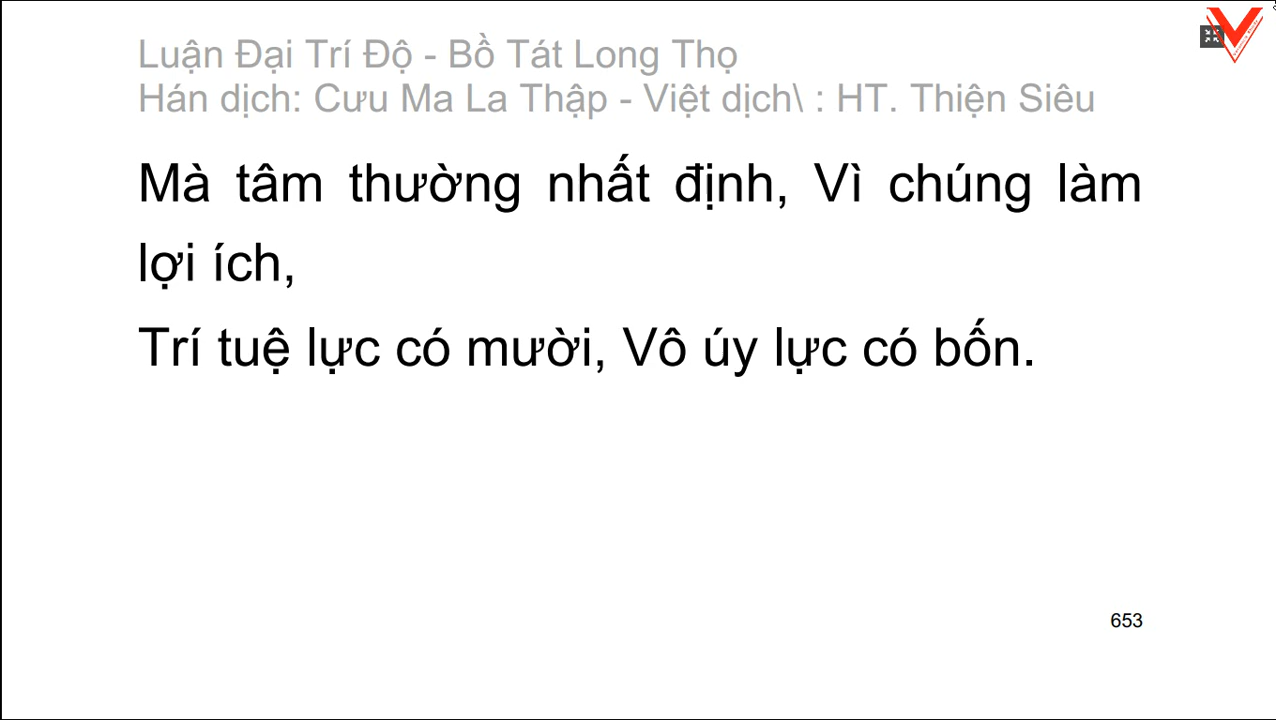 Luận Đại Trí Độ - Bồ Tát Long Thọ
Hán dịch: Cưu Ma La Thập - Việt dịch\ : HT. Thiện Siêu
Mà tâm thường nhất định, Vì chúng làm
lợi ích,
Trí tuệ lực có mười, Vô úy lực có bốn.
653